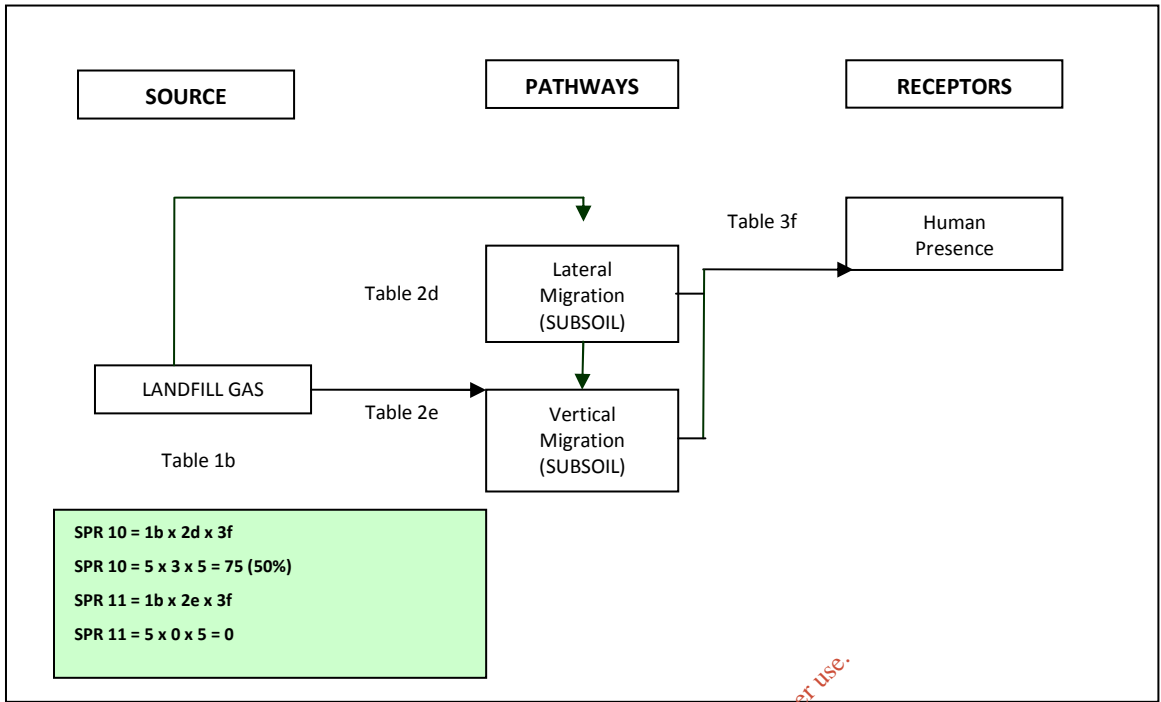 SOURCE
PATHWAYS
RECEPTORS
Table 3f
Human
Presence
Table 2d
Lateral
Migration
(SUBSOIL)
LANDFILL GAS
Table 2e
Vertical
Migration
(SUBSOIL)
Table 1b
SPR 10 = 1b x 2d x 3f
SPR 10 = 5 x 3 x 5 = 75 (50%)
SPR 11 = 1b x 2e x 3f
SPR 11 = 5 x 0 x 5 = 0
use.